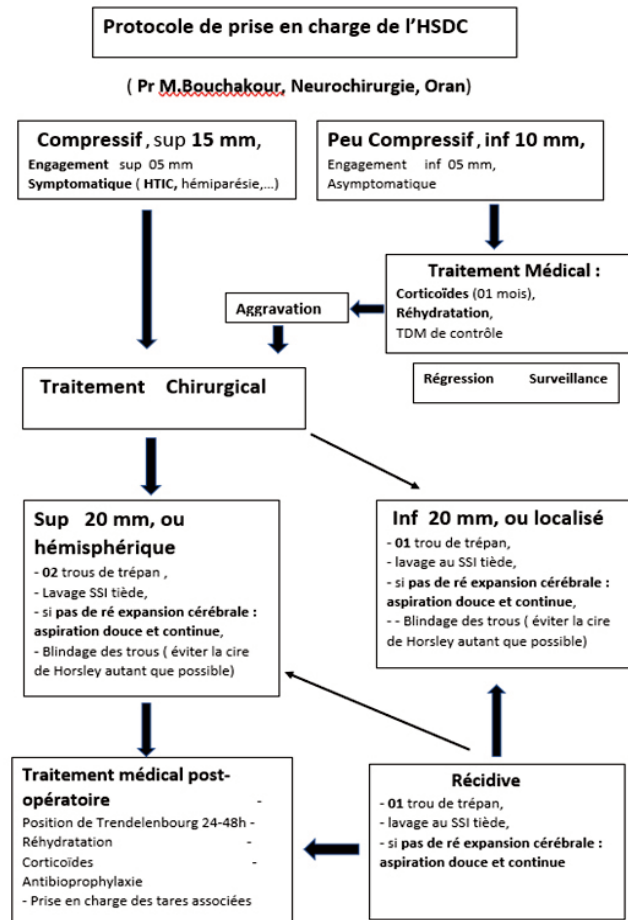 Protocole de prise en charge de l’HSDC
( Pr M.Bouchakour, Neurochirurgie, Oran)
Compressif , sup 15 mm,
Engagement sup 05 mm
Symptomatique ( HTIC, hémiparésie,...)
Peu Compressif, inf 10 mm,
Engagement inf 05 mm,
Asymptomatique
Traitement Médical :
Corticoïdes (01 mois),
Réhydratation,
TDM de contrôle
Aggravation
Régression Surveillance
Traitement Chirurgical
Sup 20 mm, ou
hémisphérique
- 02 trous de trépan ,
- Lavage SSI tiède,
- si pas de ré expansion cérébrale :
aspiration douce et continue,
- Blindage des trous ( éviter la cire
de Horsley autant que possible)
Inf 20 mm, ou localisé
- 01 trou de trépan,
- lavage au SSI tiède,
- si pas de ré expansion cérébrale :
aspiration douce et continue,
- - Blindage des trous ( éviter la cire
de Horsley autant que possible)
Traitement médical post-
opératoire -
Position de Trendelenbourg 24-48h -
Réhydratation -
Corticoïdes -
Antibioprophylaxie
- Prise en charge des tares associées
Récidive
- 01 trou de trépan,
- lavage au SSI tiède,
- si pas de ré expansion cérébrale :
aspiration douce et continue